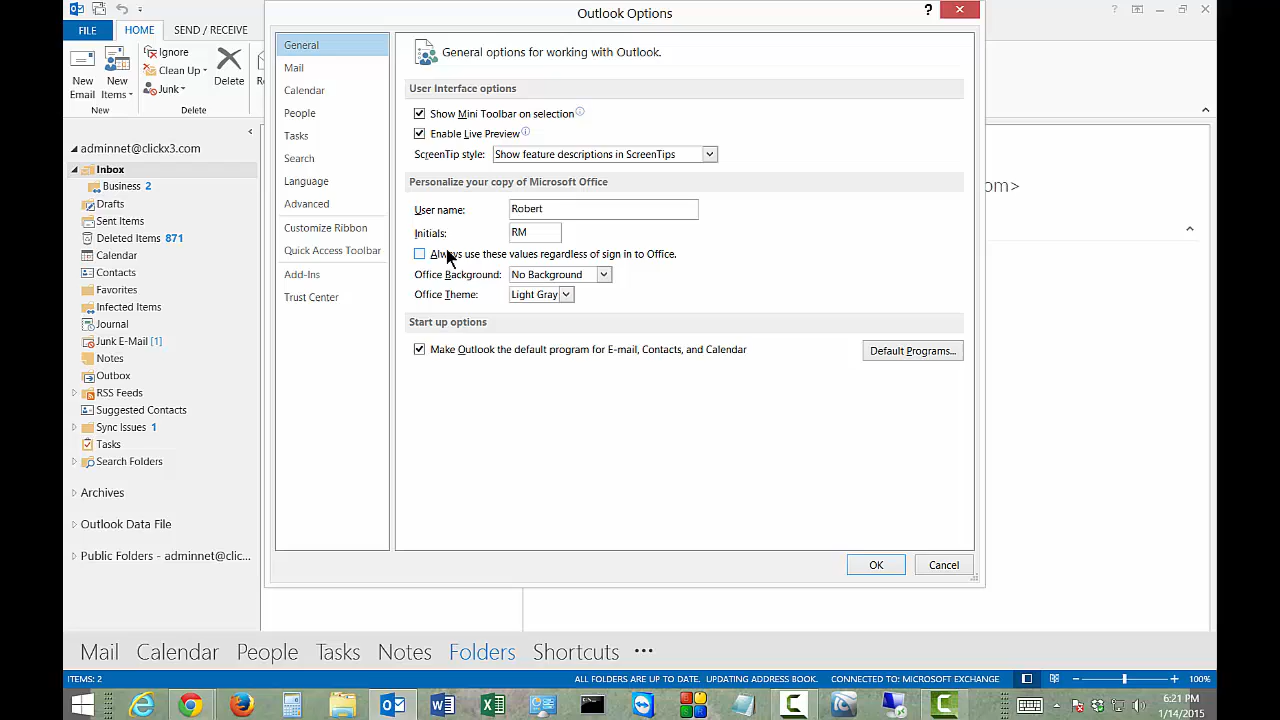 Outlook Options
?
FILE
HOME
SEND / RECEIVE
New Email
New Items
Ignore
Clean Up
Junk
Delete
New
Delete
adminnet@clickx3.com
Inbox
Business 2
Drafts
Sent Items
Deleted Items 871
Calendar
Contacts
Favorites
Infected Items
Journal
Junk E-Mail [1]
Notes
Outbox
RSS Feeds
Suggested Contacts
Sync Issues 1
Tasks
Search Folders
Archives
Outlook Data File
Public Folders - adminnet@clic...
General
Mail
Calendar
People
Tasks
Search
Language
Advanced
Customize Ribbon
Quick Access Toolbar
Add-Ins
Trust Center
General options for working with Outlook.
User Interface options
Show Mini Toolbar on selection
Enable Live Preview
ScreenTip style: Show feature descriptions in ScreenTips
Personalize your copy of Microsoft Office
User name: Robert
Initials: RM
Always use these values regardless of sign in to Office.
Office Background: No Background
Office Theme: Light Gray
Start up options
Make Outlook the default program for E-mail, Contacts, and Calendar
Default Programs...
OK
Cancel
om>
Mail Calendar People Tasks Notes Folders Shortcuts •••
ITEMS: 2
ALL FOLDERS ARE UP TO DATE. UPDATING ADDRESS BOOK. CONNECTED TO: MICROSOFT EXCHANGE
100%
6:21 PM
1/14/2015